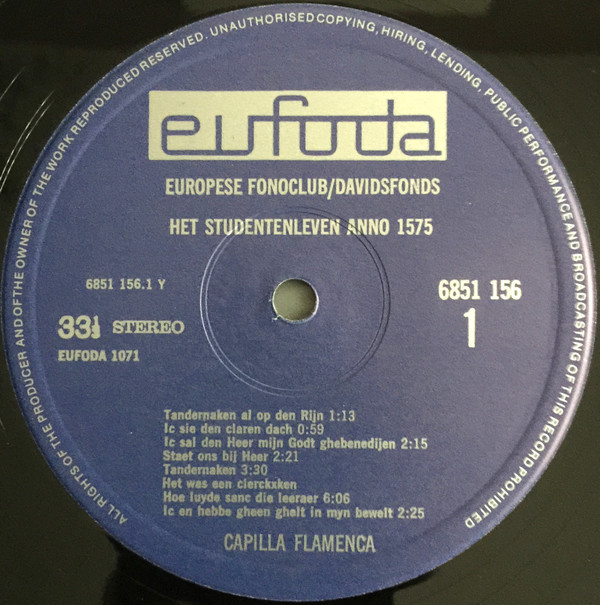 ALL RIGHTS OF THE PRODUCER AND OF THE OWNER OF THE WORK REPRODUCED RESERVED. UNAUTHORISED COPYING, HIRING, LENDING, PUBLIC PERFORMANCE AND BROADCASTING OF THIS RECORD PROHIBITED
eufoda
EUROPESE FONOCLUB/DAVIDSFONDS
HET STUDENTENLEVEN ANNO 1575
6851 156.1 Y
6851 156
33⅓ STEREO
1
EUFODA 1071
Tandernaken al op den Rijn 1:13
Ic sie den claren dach 0:59
Ic sal den Heer mijn Godt ghebenedijen 2:15
Staet ons bij Heer 2:21
Tandernaken 3:30
Het was een clerckxken
Hoe luyde sanc die leeraer 6:06
Ic en hebbe gheen ghelt in myn bewelt 2:25
CAPILLA FLAMENCA